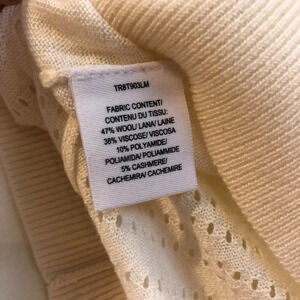 TR8T903LM
FABRIC CONTENT/
CONTENU DU TISSU:
47% WOOL/ LANA/ LAINE
38% VISCOSE/ VISCOSA
10% POLYAMIDE/
POLIAMIDA/ POLIAMMIDE
5% CASHMERE/
CACHEMIRA/ CACHEMIRE